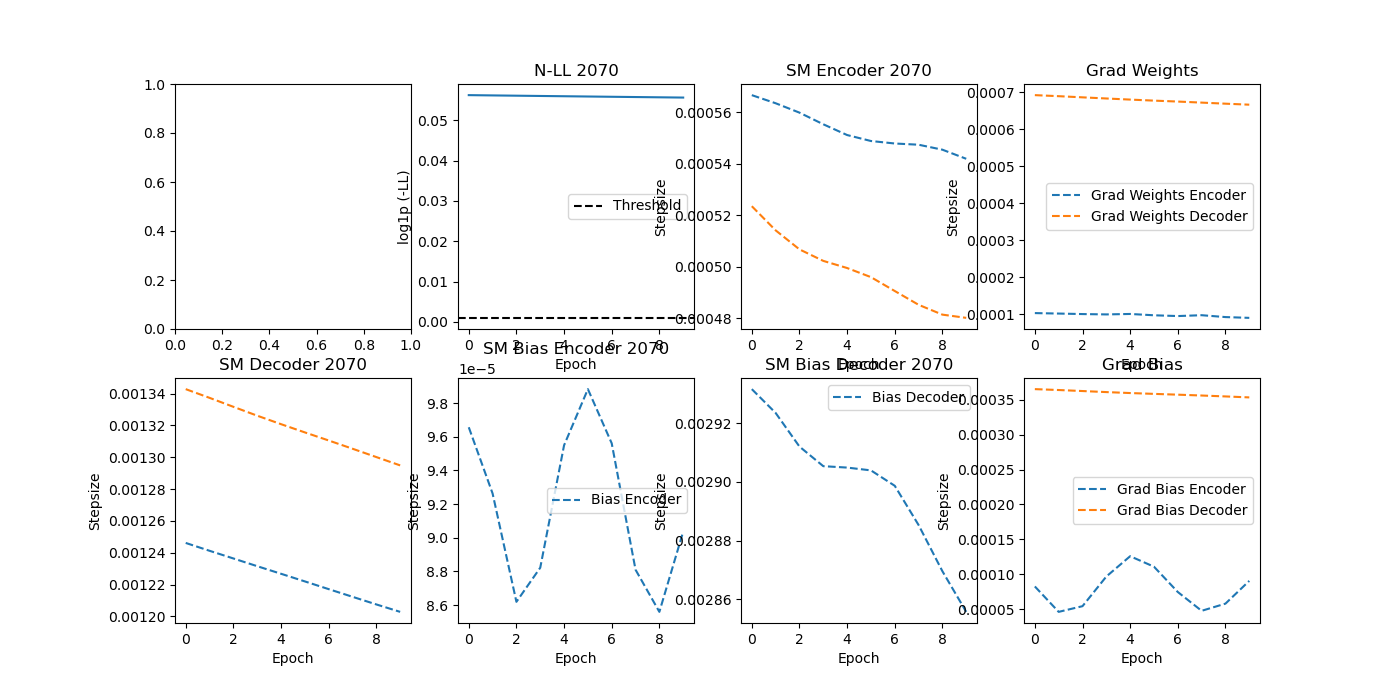 1.0
0.8
0.6
0.4
0.2
0.0
0.0 0.2 0.4 0.6 0.8 1.0
N-LL 2070
log1p (-LL)
0.05
0.04
0.03
0.02
0.01
0.00
Threshold
0 2 4 6 8
Epoch
SM Encoder 2070
Stepsize
0.00056
0.00054
0.00052
0.00050
0.00048
0 2 4 6 8
Epoch
Grad Weights
Stepsize
0.0007
0.0006
0.0005
0.0004
0.0003
0.0002
0.0001
Grad Weights Encoder
Grad Weights Decoder
0 2 4 6 8
Epoch
SM Decoder 2070
Stepsize
0.00134
0.00132
0.00130
0.00128
0.00126
0.00124
0.00122
0.00120
0 2 4 6 8
Epoch
SM Bias Encoder 2070
1e−5
Stepsize
9.8
9.6
9.4
9.2
9.0
8.8
8.6
Bias Encoder
0 2 4 6 8
Epoch
SM Bias Decoder 2070
Stepsize
0.00292
0.00290
0.00288
0.00286
Bias Decoder
0 2 4 6 8
Epoch
Grad Bias
Stepsize
0.00035
0.00030
0.00025
0.00020
0.00015
0.00010
0.00005
Grad Bias Encoder
Grad Bias Decoder
0 2 4 6 8
Epoch